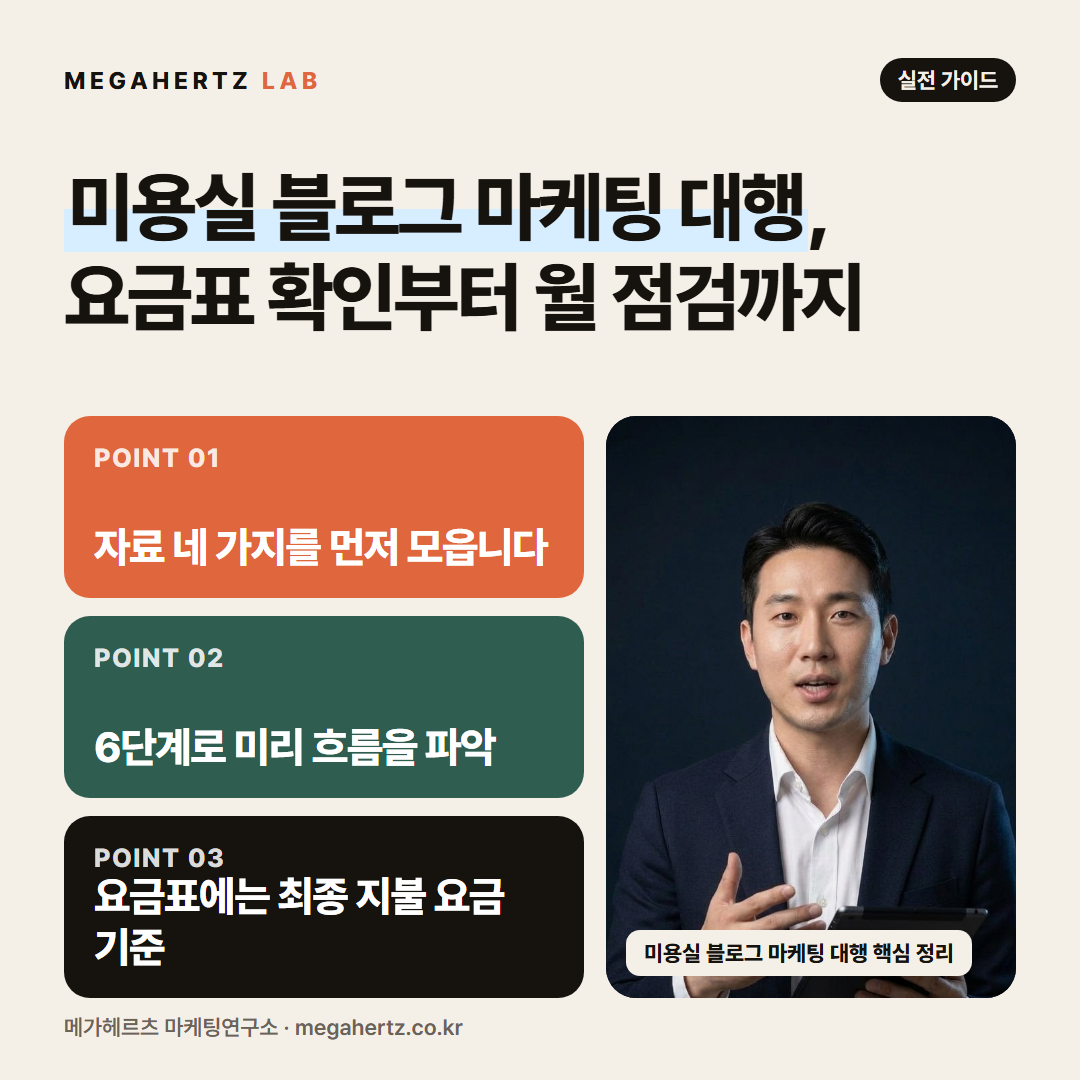 MEGAHERTZ LAB
실전 가이드
미용실 블로그 마케팅 대행,
요금표 확인부터 월 점검까지
POINT 01
자료 네 가지를 먼저 모읍니다
POINT 02
6단계로 미리 흐름을 파악
POINT 03
요금표에는 최종 지불 요금
기준
미용실 블로그 마케팅 대행 핵심 정리
메가헤르츠 마케팅연구소 · megahertz.co.kr